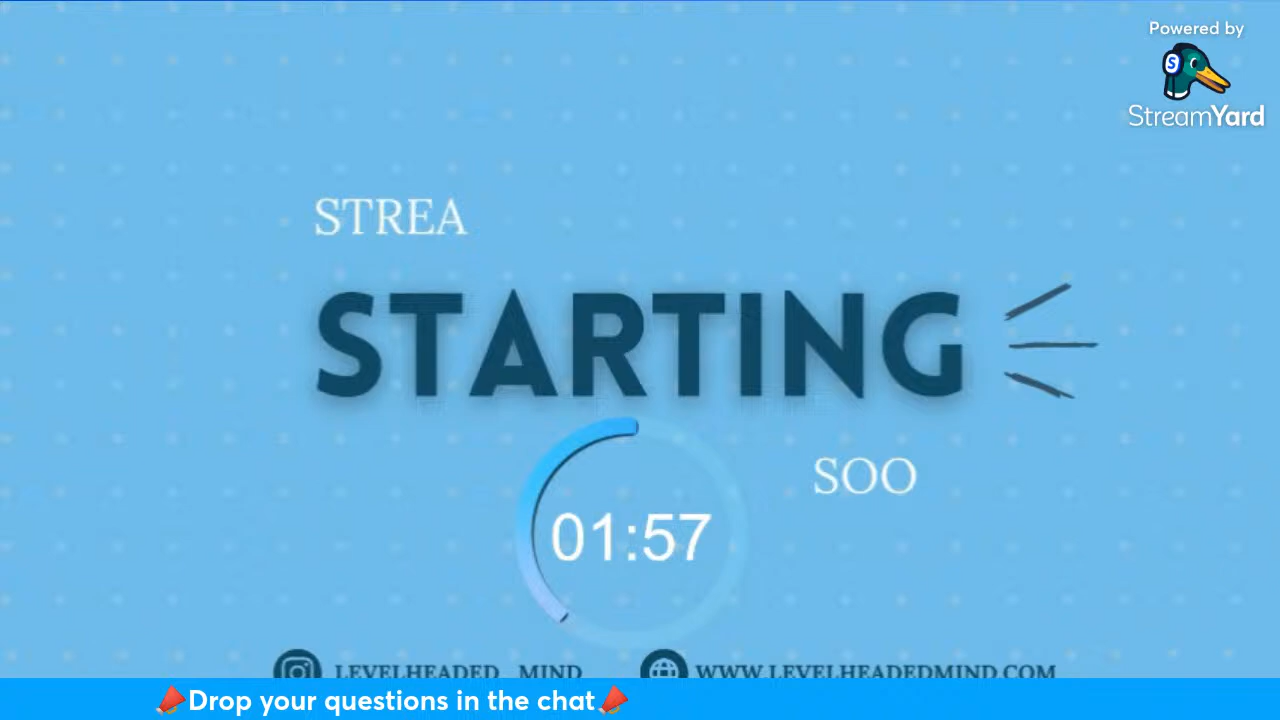 Powered by
S
StreamYard
STREA
STARTING
SOO
01:57
LEVELHEADED_MIND
WWW.LEVELHEADEDMIND.COM
Drop your questions in the chat